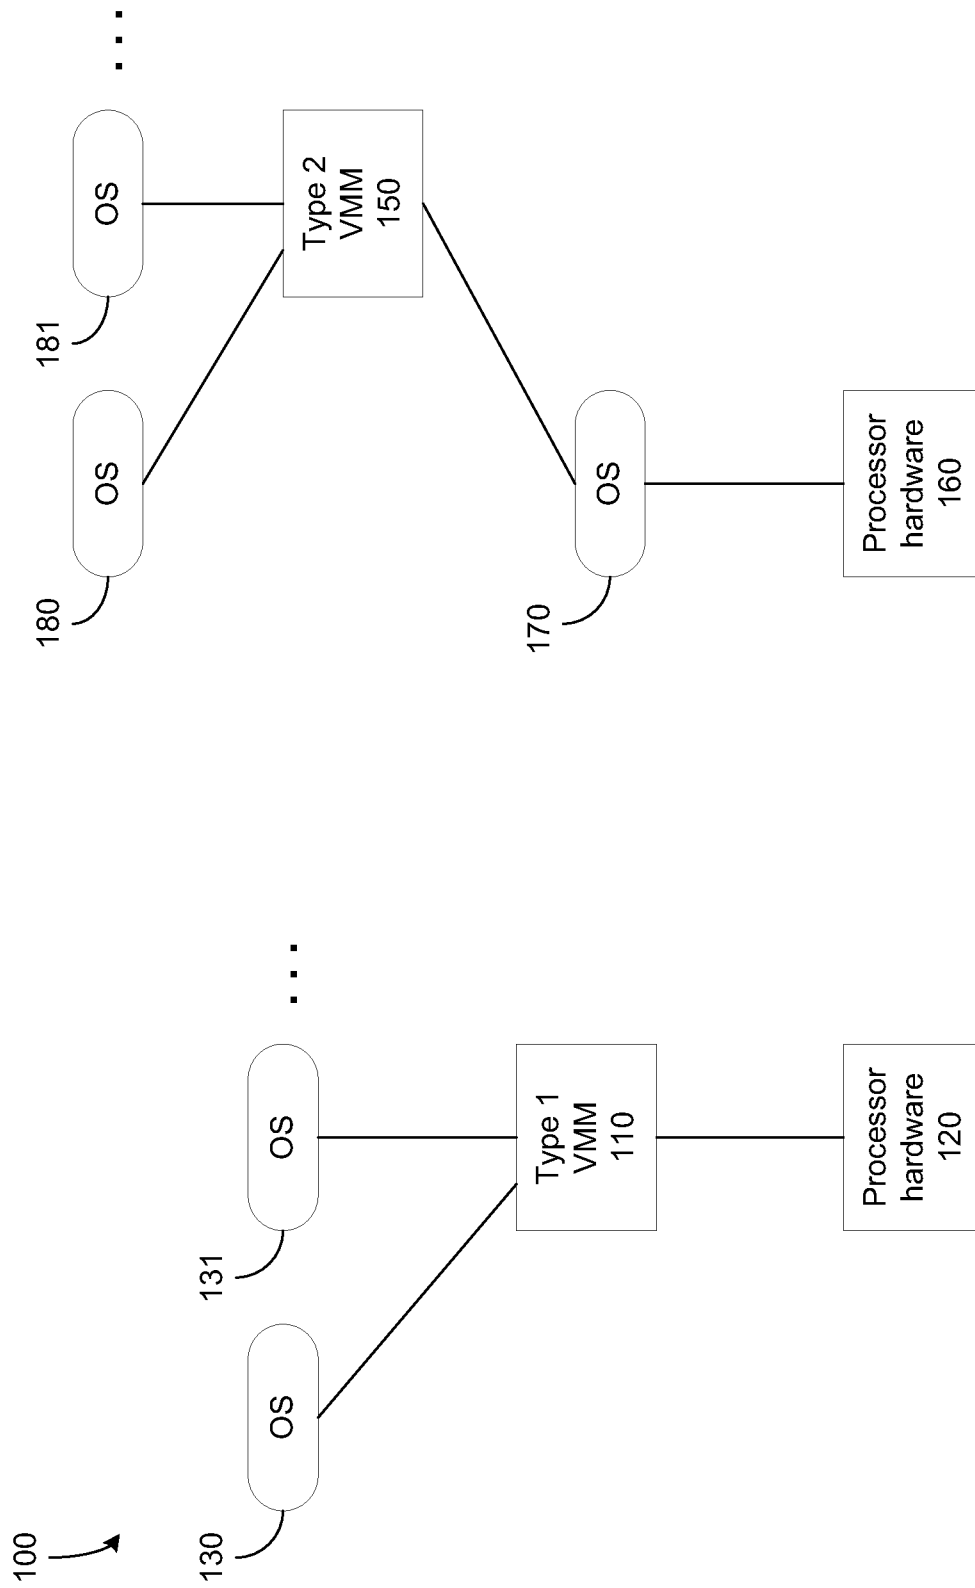 100
130
OS
131
OS
...
Type 1
VMM
110
Processor
hardware
120
180
OS
181
OS
...
Type 2
VMM
150
170
OS
Processor
hardware
160